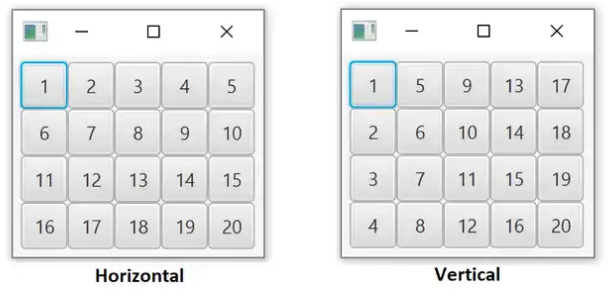 1 2 3 4 5
6 7 8 9 10
11 12 13 14 15
16 17 18 19 20
Horizontal
1 5 9 13 17
2 6 10 14 18
3 7 11 15 19
4 8 12 16 20
Vertical